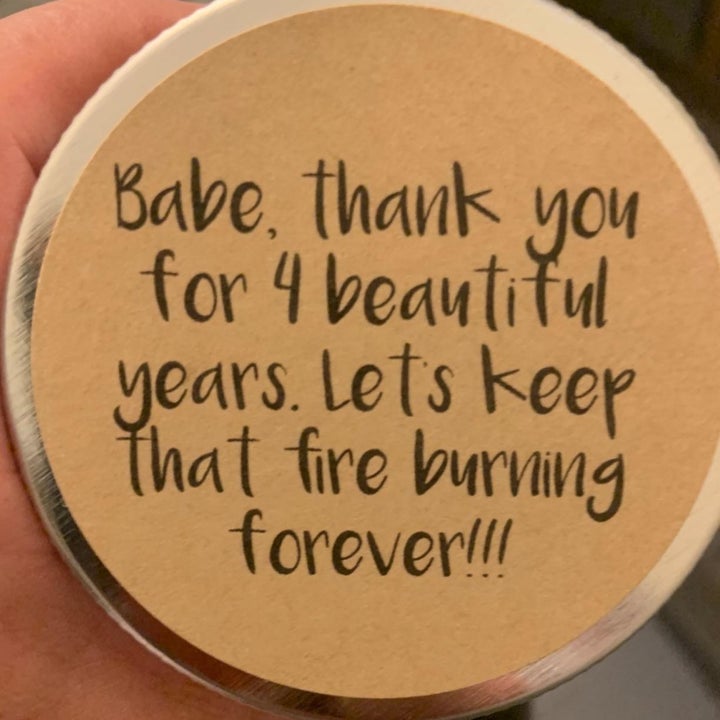 Babe, thank you
for 4 beautiful
years. Let's keep
that fire burning
forever!!!